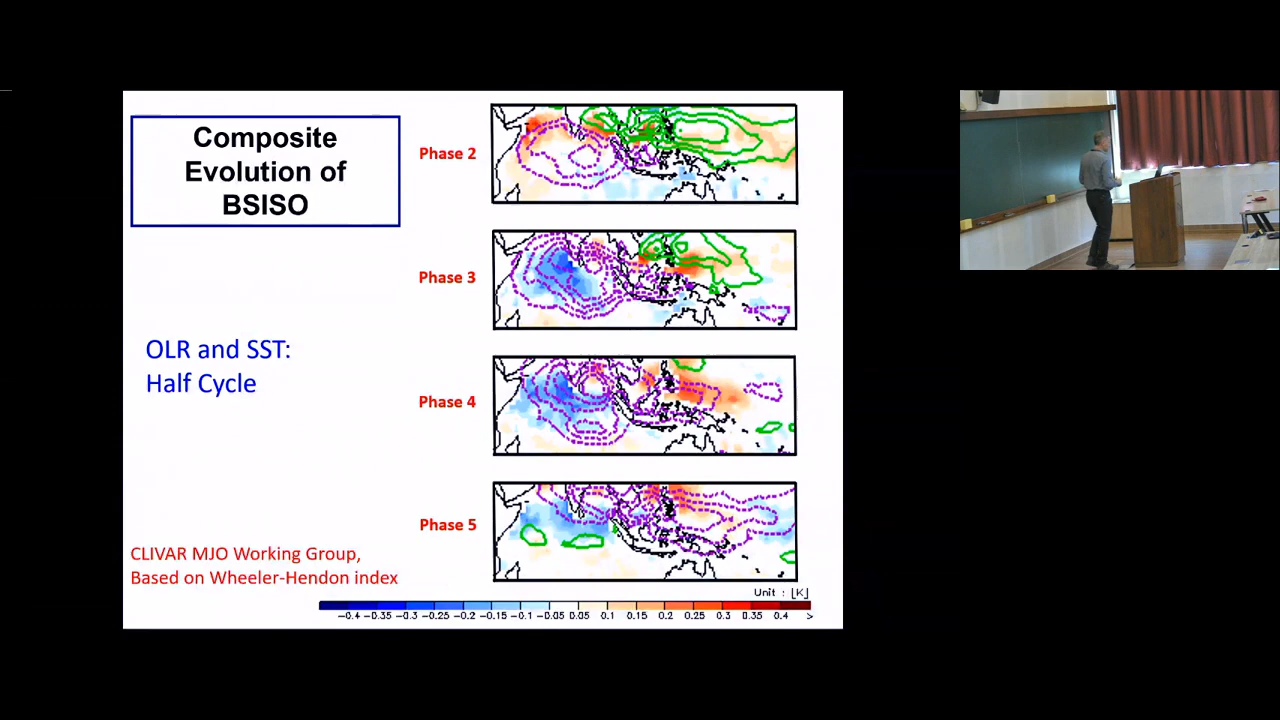 Composite
Evolution of
BSISO
OLR and SST:
Half Cycle
CLIVAR MJO Working Group,
Based on Wheeler-Hendon index
Phase 2
Phase 3
Phase 4
Phase 5
Unit : [K]
-0.4 -0.35 -0.3 -0.25 -0.2 -0.15 -0.1 -0.05 0.05 0.1 0.15 0.2 0.25 0.3 0.35 0.4 >